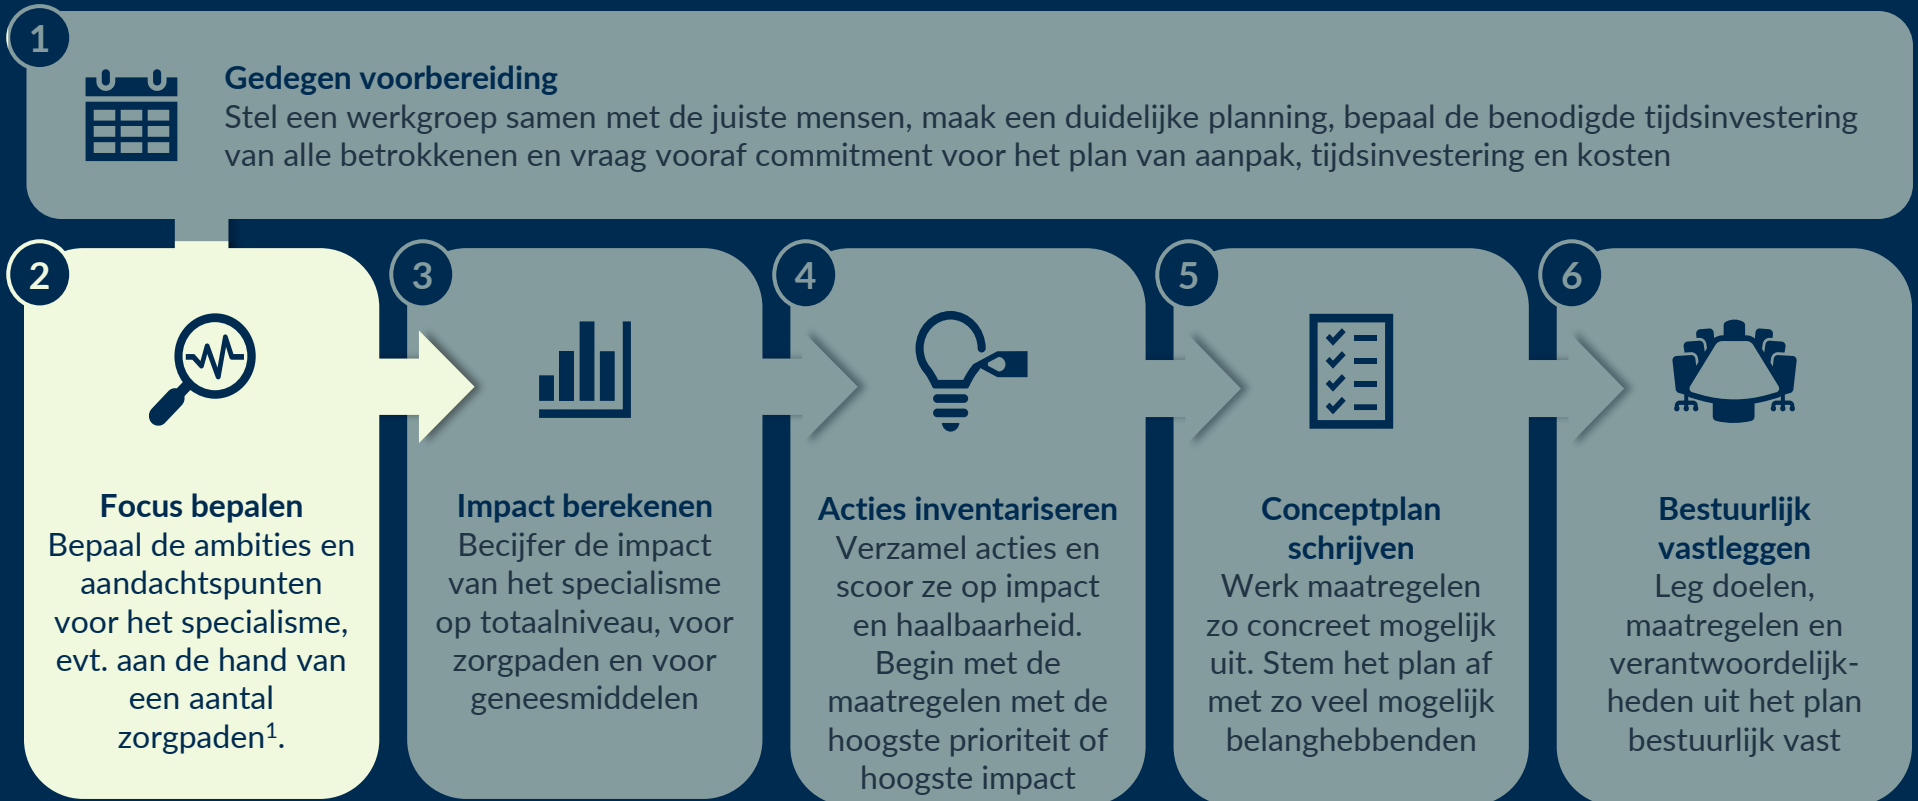 1
Gedegen voorbereiding
Stel een werkgroep samen met de juiste mensen, maak een duidelijke planning, bepaal de benodigde tijdsinvestering
van alle betrokkenen en vraag vooraf commitment voor het plan van aanpak, tijdsinvestering en kosten
2
Focus bepalen
Bepaal de ambities en
aandachtspunten
voor het specialisme,
evt. aan de hand van
een aantal
zorgpaden¹.
3
Impact berekenen
Becijfer de impact
van het specialisme
op totaalniveau, voor
zorgpaden en voor
geneesmiddelen
4
Acties inventariseren
Verzamel acties en
scoor ze op impact
en haalbaarheid.
Begin met de
maatregelen met de
hoogste prioriteit of
hoogste impact
5
Conceptplan
schrijven
Werk maatregelen
zo concreet mogelijk
uit. Stem het plan af
met zo veel mogelijk
belanghebbenden
6
Bestuurlijk
vastleggen
Leg doelen,
maatregelen en
verantwoordelijk-
heden uit het plan
bestuurlijk vast